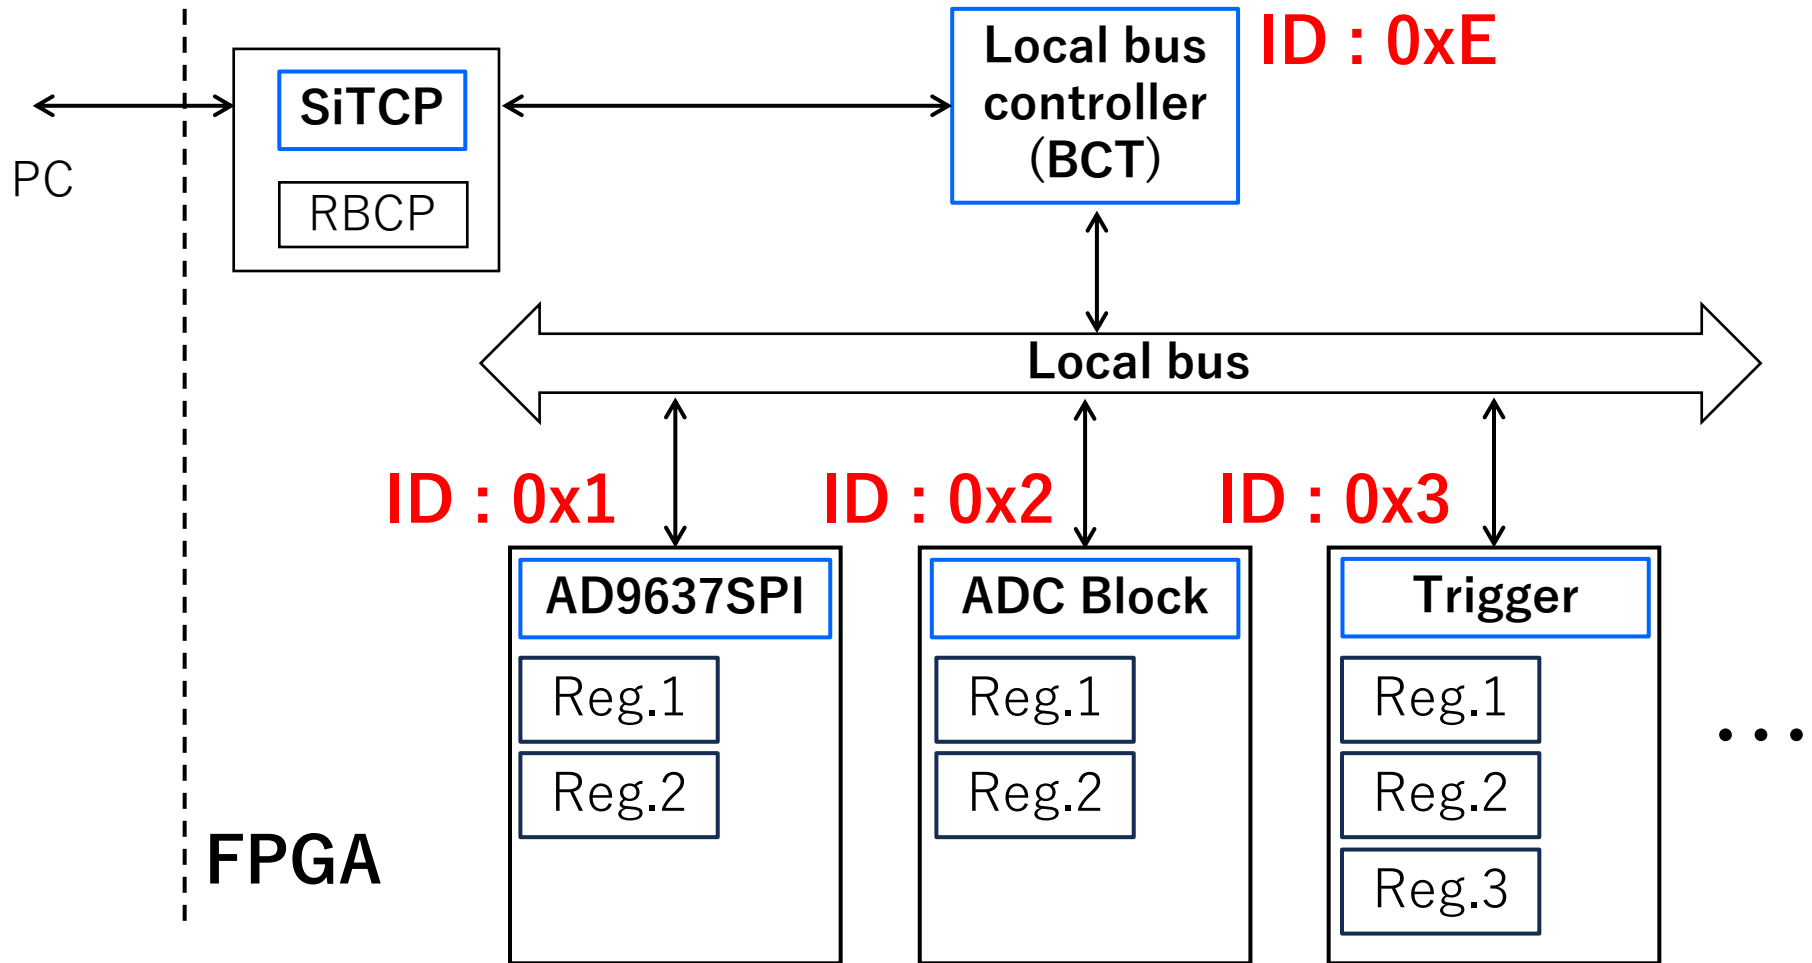 Local bus
controller
(BCT)
ID : 0xE
SiTCP
RBCP
PC
Local bus
ID : 0x1
ID : 0x2
ID : 0x3
AD9637SPI
Reg.1
Reg.2
ADC Block
Reg.1
Reg.2
Trigger
Reg.1
Reg.2
Reg.3
...
FPGA